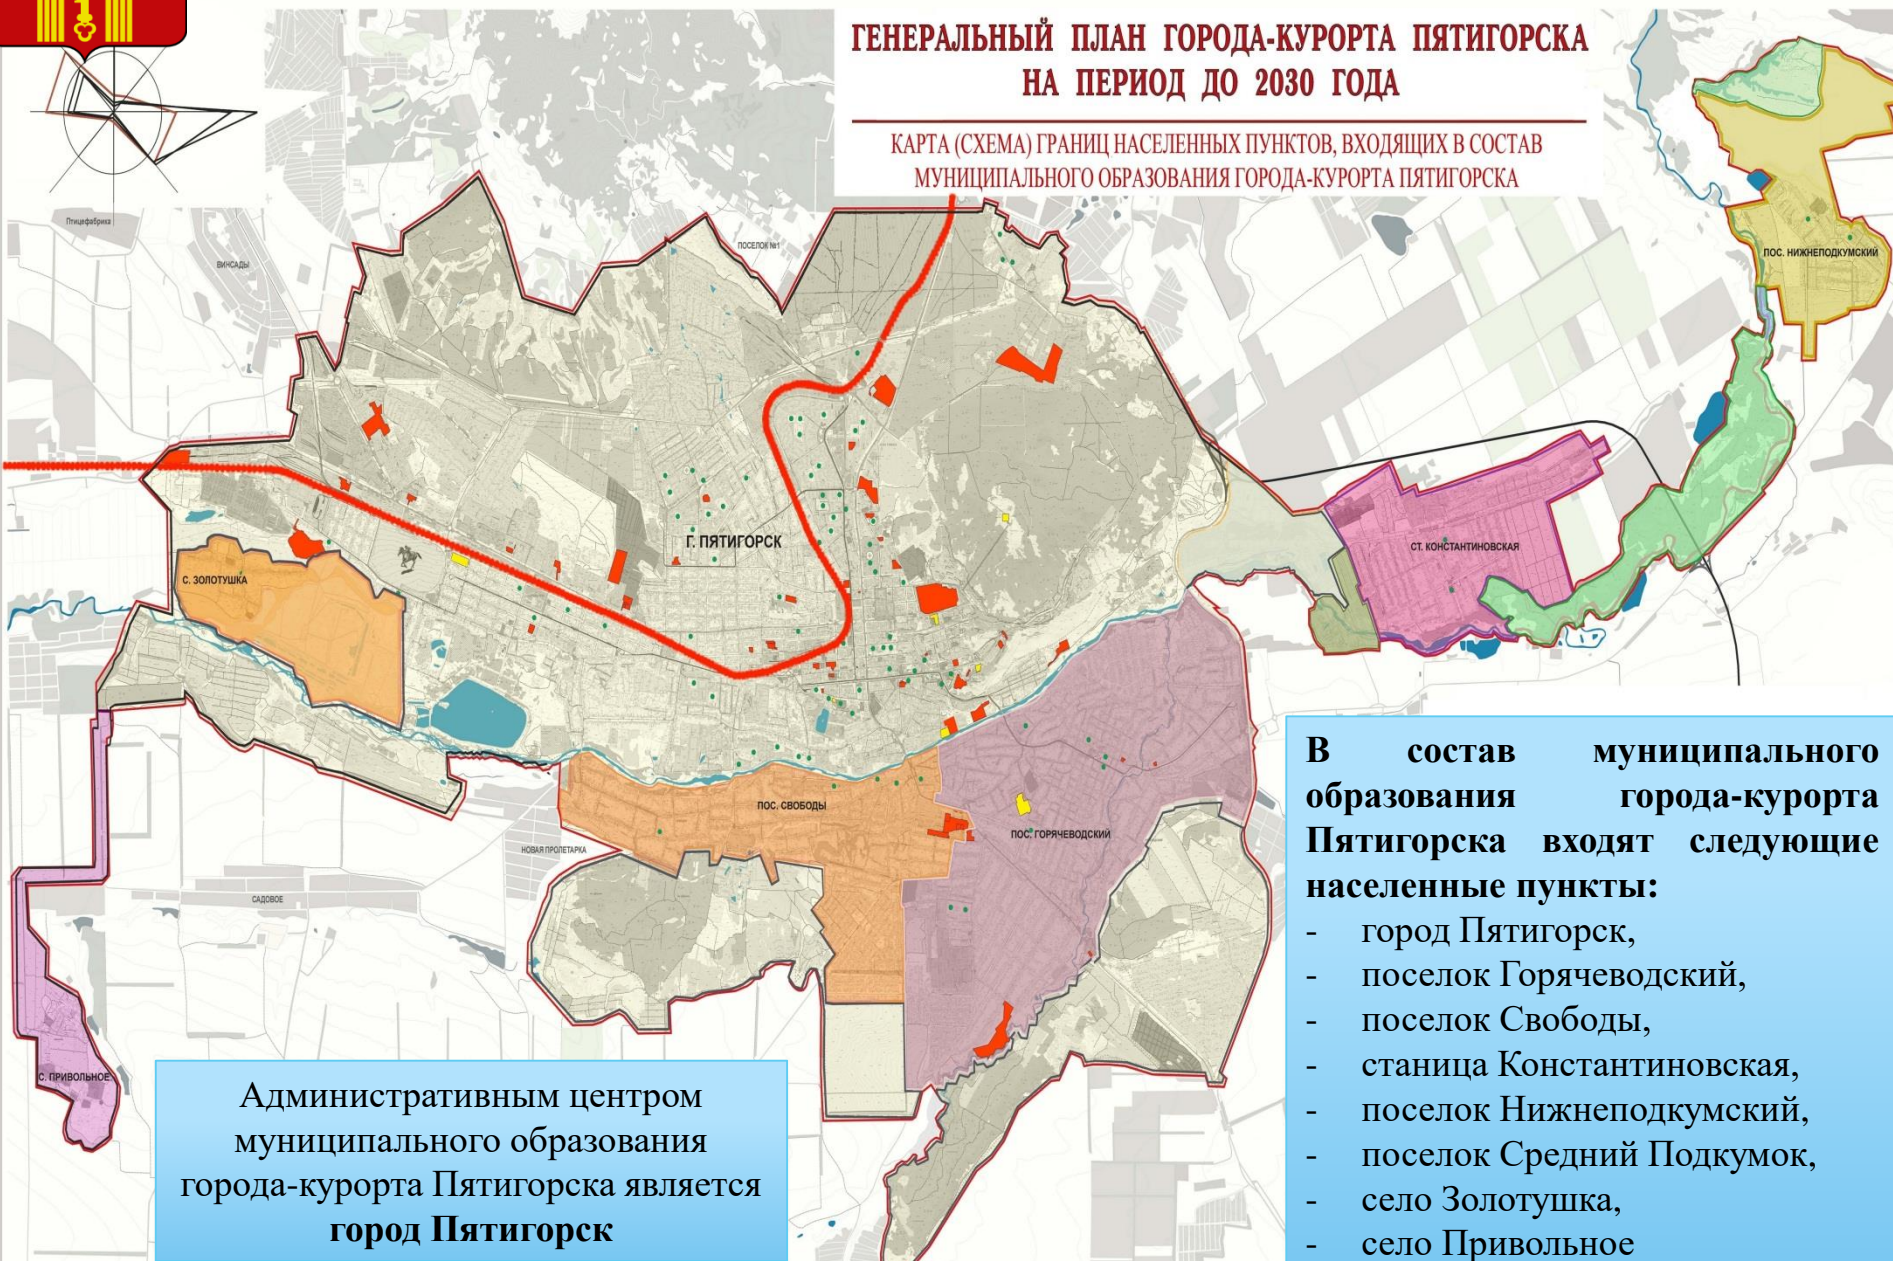 ГЕНЕРАЛЬНЫЙ ПЛАН ГОРОДА-КУРОРТА ПЯТИГОРСКА
НА ПЕРИОД ДО 2030 ГОДА
КАРТА (СХЕМА) ГРАНИЦ НАСЕЛЕННЫХ ПУНКТОВ, ВХОДЯЩИХ В СОСТАВ
МУНИЦИПАЛЬНОГО ОБРАЗОВАНИЯ ГОРОДА-КУРОРТА ПЯТИГОРСКА
Птицефабрика
ВИНСАДЫ
ПОСЕЛОК №1
ПОС. НИЖНЕПОДКУМСКИЙ
Г. ПЯТИГОРСК
СТ. КОНСТАНТИНОВСКАЯ
С. ЗОЛОТУШКА
ПОС. СВОБОДЫ
ПОС. ГОРЯЧЕВОДСКИЙ
НОВАЯ ПРОЛЕТАРКА
САДОВОЕ
С. ПРИВОЛЬНОЕ
Административным центром
муниципального образования
города-курорта Пятигорска является
город Пятигорск
В состав муниципального
образования города-курорта
Пятигорска входят следующие
населенные пункты:
- город Пятигорск,
- поселок Горячеводский,
- поселок Свободы,
- станица Константиновская,
- поселок Нижнеподкумский,
- поселок Средний Подкумок,
- село Золотушка,
- село Привольное